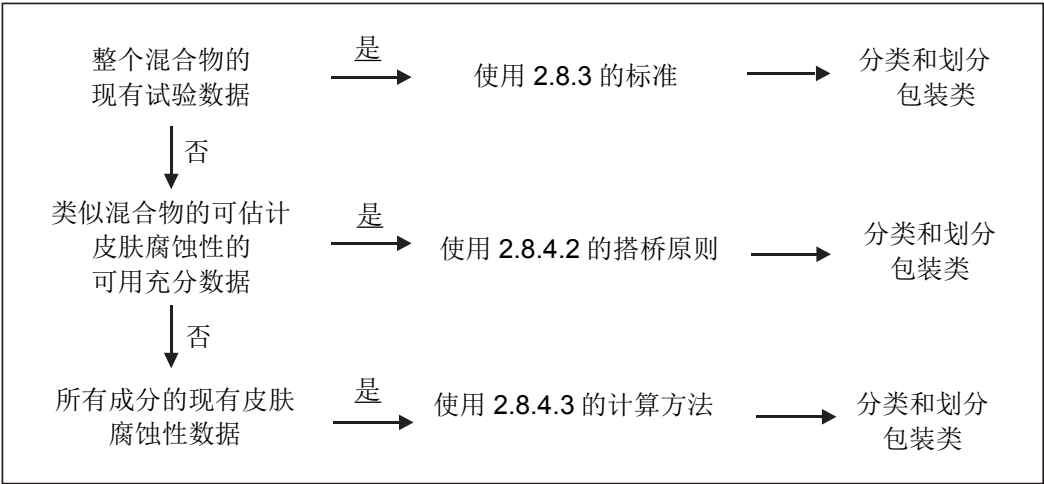 整个混合物的
现有试验数据
是
使用 2.8.3 的标准
分类和划分
包装类
否
类似混合物的可估计
皮肤腐蚀性的
可用充分数据
是
使用 2.8.4.2 的搭桥原则
分类和划分
包装类
否
所有成分的现有皮肤
腐蚀性数据
是
使用 2.8.4.3 的计算方法
分类和划分
包装类